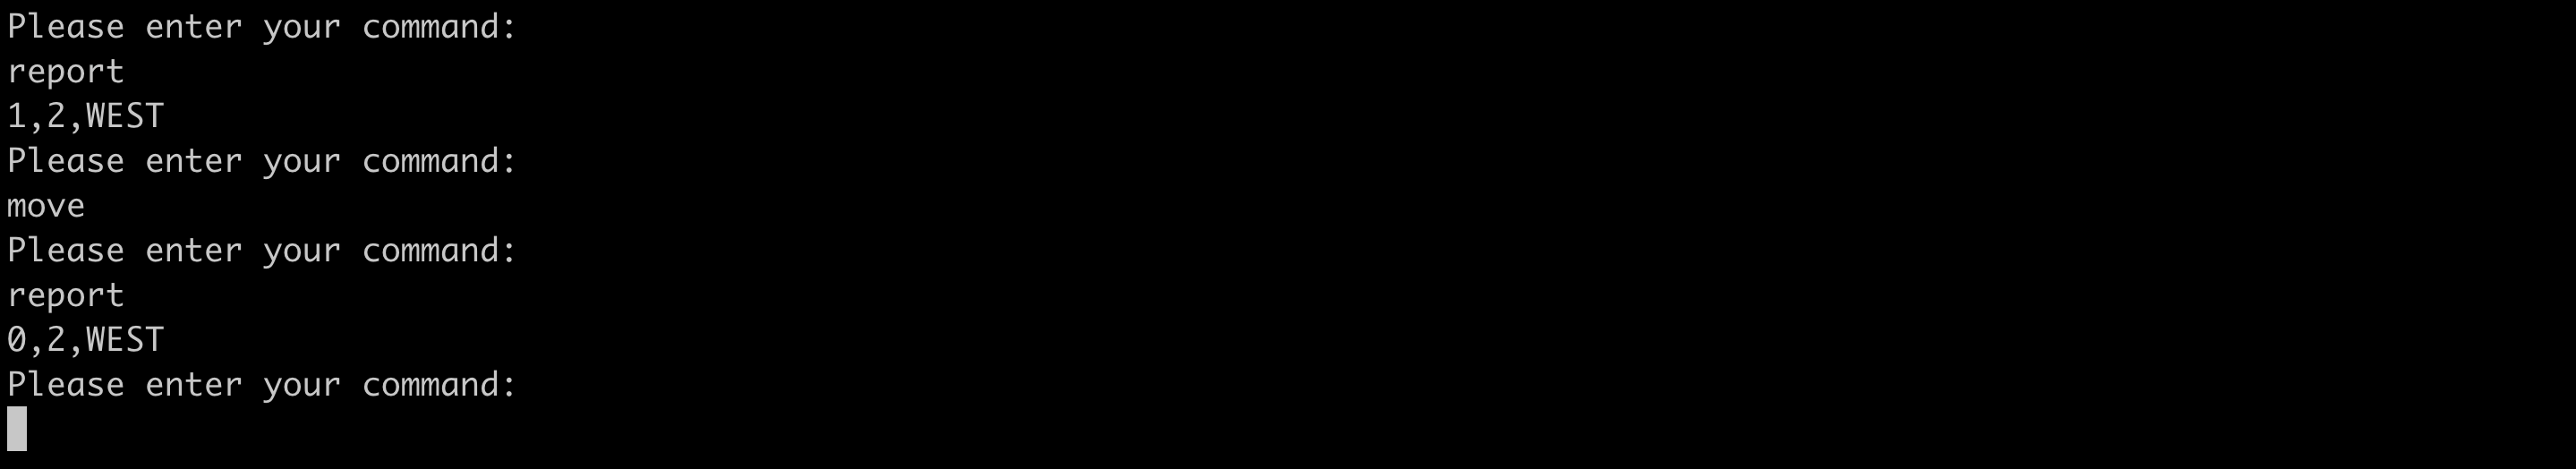 Please enter your command:
report
1,2,WEST
Please enter your command:
move
Please enter your command:
report
0,2,WEST
Please enter your command: